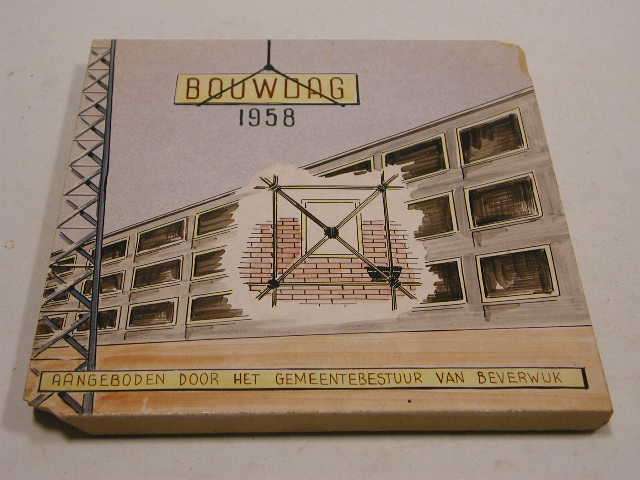 BOUWDAG
1958
AANGEBODEN DOOR HET GEMEENTEBESTUUR VAN BEVERWIJK